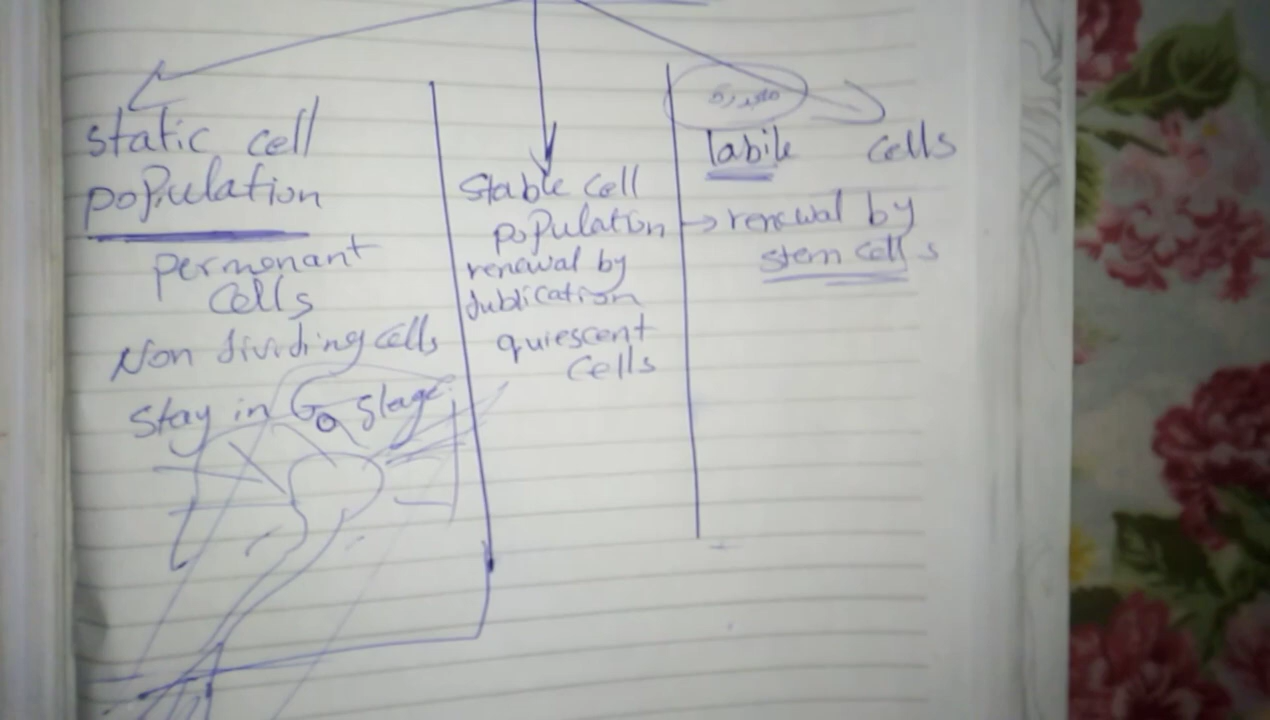 static cell
population
permenant
cells
Non dividing cells
stay in G0 stage
Stable cell
population
renewal by
dublication
quiescent
cells
labile cells
→ renewal by
stem cells